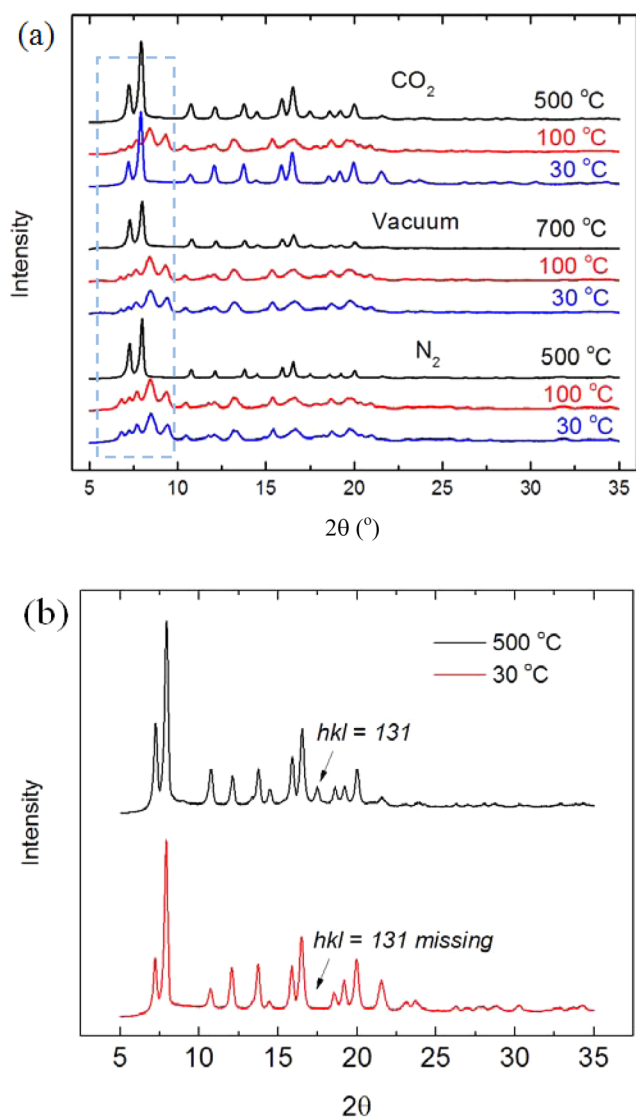 (a)
CO2
500 °C
100 °C
30 °C
Vacuum
700 °C
100 °C
30 °C
N2
500 °C
100 °C
30 °C
Intensity
5 10 15 20 25 30 35
2θ (°)
(b)
500 °C
30 °C
hkl = 131
hkl = 131 missing
Intensity
5 10 15 20 25 30 35
2θ